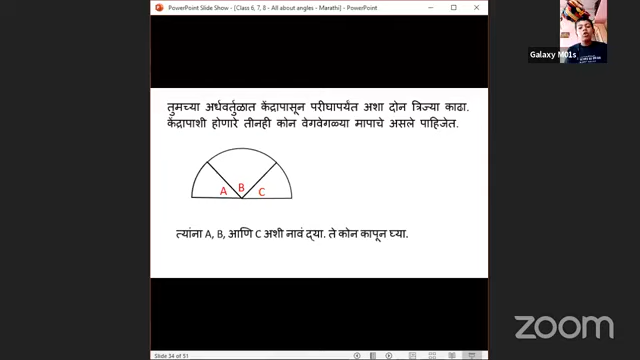 PowerPoint Slide Show - [Class 6, 7, 8 - All about angles - Marathi] - PowerPoint
Galaxy M01s
तुमच्या अर्धवर्तुळात केंद्रापासून परीघापर्यंत अशा दोन त्रिज्या काढा.
केंद्रापाशी होणारे तीनही कोन वेगवेगळ्या मापाचे असले पाहिजेत.
A B C
त्यांना A, B, आणि C अशी नावं द्या. ते कोन कापून घ्या.
zoom
Slide 34 of 51